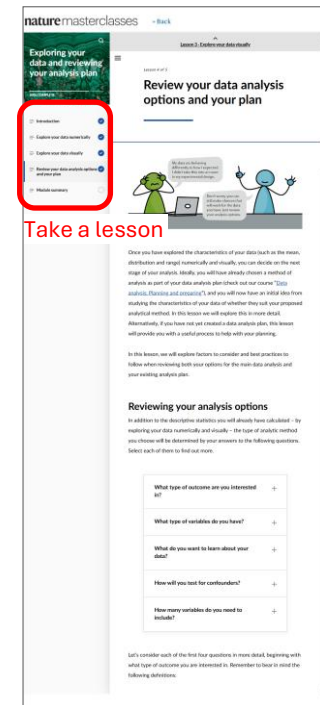 nature masterclasses
< Back
Exploring your
data and reviewing
your analysis plan
Lesson 3: Explore your data visually
Introduction
Explore your data numerically
Explore your data visually
Review your data analysis options
and your plan
Module summary
Take a lesson
Lesson 4 of 5
Review your data analysis
options and your plan
Once you have explored the characteristics of your data (such as the mean,
distribution and range) numerically and visually, you can decide on the next
stage of your analysis. Ideally, you will have already chosen a method of
analysis as part of your data analysis plan (check out our course "Data
analysis: Planning and preparing"), and you will now have an initial idea from
studying the characteristics of your data of whether they suit your proposed
analytical method. In this lesson we will explore this in more detail.
Alternatively, if you have not yet created a data analysis plan, this lesson
will provide you with a useful process to help with your planning.
In this lesson, we will explore factors to consider and best practices to
follow when reviewing both your options for the main data analysis and
your existing analysis plan.
Reviewing your analysis options
In addition to the descriptive statistics you will already have calculated – by
exploring your data numerically and visually – the type of analytic method
you choose will be determined by your answers to the following questions.
Select each of them to find out more.
What type of outcome are you interested
in?
What type of variables do you have?
What do you want to learn about your
data?
How will you test for confounders?
How many variables do you need to
include?
Let's consider each of the first four questions in more detail, beginning with
what type of outcome you are interested in. Remember to bear in mind the
following definitions: